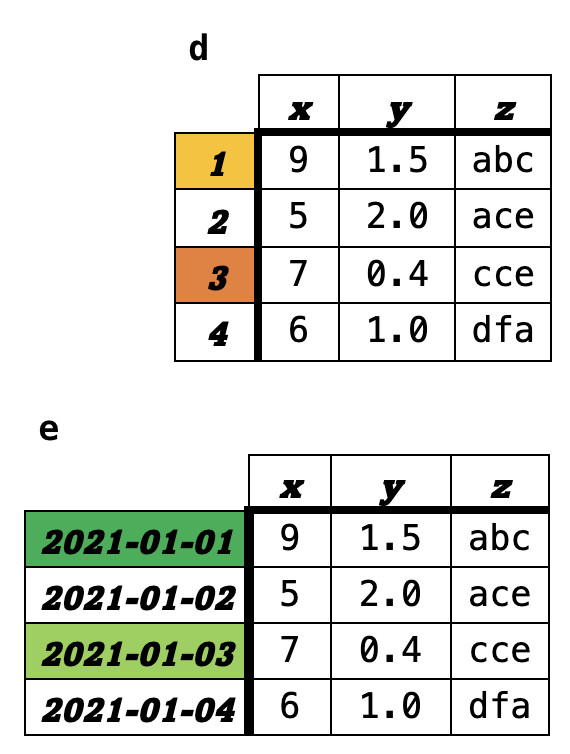 d
x y z
1 9 1.5 abc
2 5 2.0 ace
3 7 0.4 cce
4 6 1.0 dfa
e
x y z
2021-01-01 9 1.5 abc
2021-01-02 5 2.0 ace
2021-01-03 7 0.4 cce
2021-01-04 6 1.0 dfa